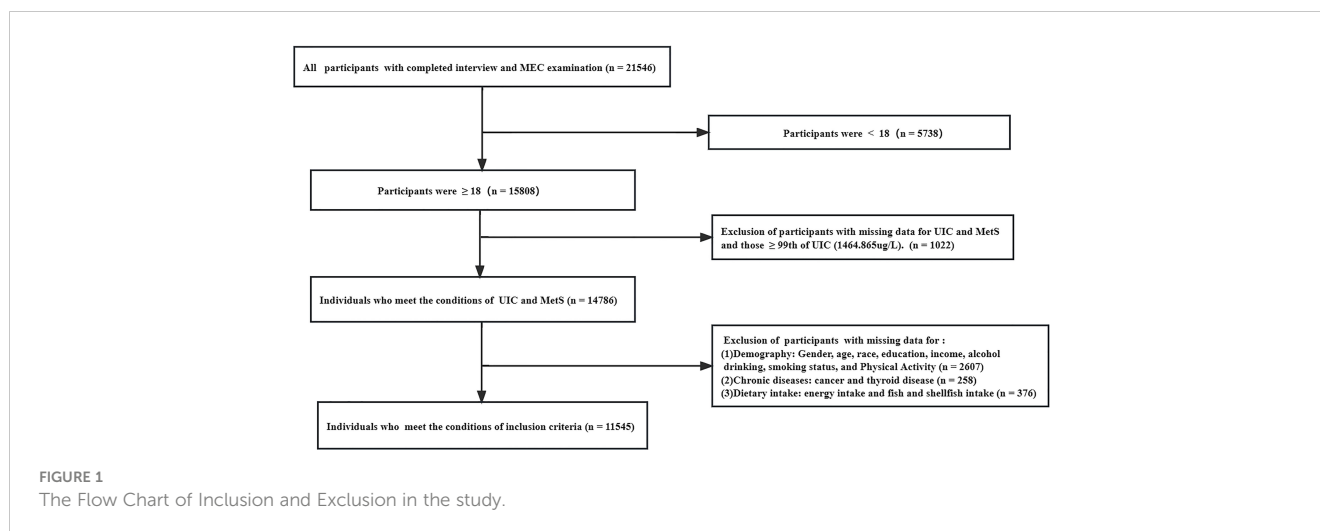 All participants with completed interview and MEC examination (n = 21546)
Participants were < 18 (n = 5738)
Participants were ≥ 18 (n = 15808)
Exclusion of participants with missing data for UIC and MetS
and those ≥ 99th of UIC (1464.865ug/L). (n = 1022)
Individuals who meet the conditions of UIC and MetS (n = 14786)
Exclusion of participants with missing data for :
(1)Demography: Gender, age, race, education, income, alcohol
drinking, smoking status, and Physical Activity (n = 2607)
(2)Chronic diseases: cancer and thyroid disease (n = 258)
(3)Dietary intake: energy intake and fish and shellfish intake (n = 376)
Individuals who meet the conditions of inclusion criteria (n = 11545)
FIGURE 1
The Flow Chart of Inclusion and Exclusion in the study.